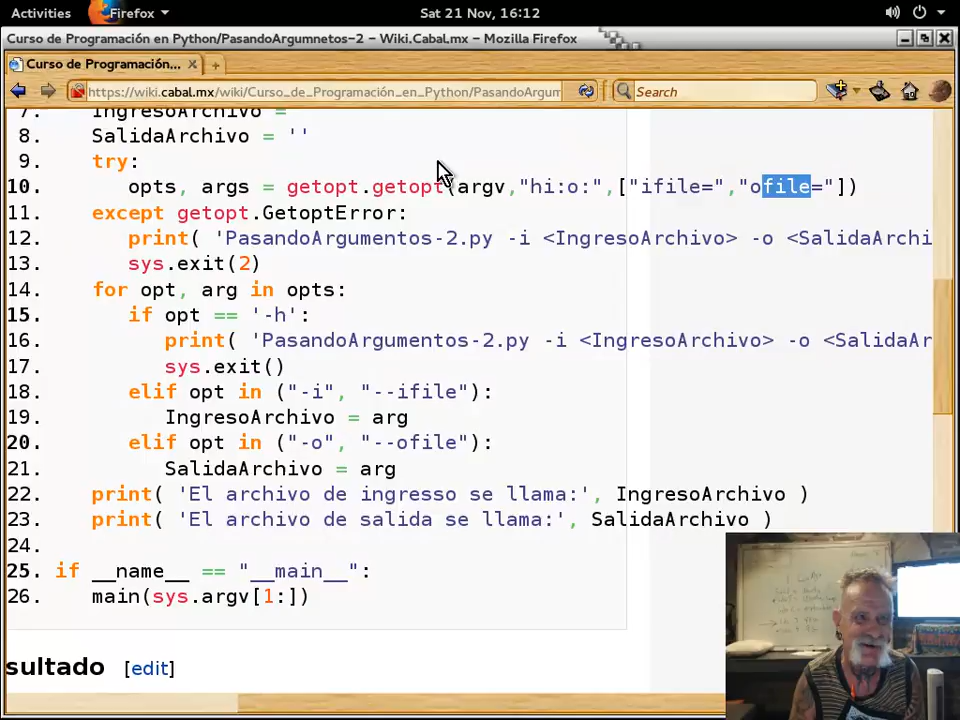 Activities Firefox Sat 21 Nov, 16:12
Curso de Programación en Python/PasandoArgumnetos-2 – Wiki.Cabal.mx – Mozilla Firefox
Curso de Programación...
https://wiki.cabal.mx/wiki/Curso_de_Programación_en_Python/PasandoArgum Search
7. IngresoArchivo =
8. SalidaArchivo = ''
9. try:
10. opts, args = getopt.getopt(argv,"hi:o:",["ifile=","ofile="])
11. except getopt.GetoptError:
12. print( 'PasandoArgumentos-2.py -i <IngresoArchivo> -o <SalidaArchi
13. sys.exit(2)
14. for opt, arg in opts:
15. if opt == '-h':
16. print( 'PasandoArgumentos-2.py -i <IngresoArchivo> -o <SalidaAr
17. sys.exit()
18. elif opt in ("-i", "--ifile"):
19. IngresoArchivo = arg
20. elif opt in ("-o", "--ofile"):
21. SalidaArchivo = arg
22. print( 'El archivo de ingresso se llama:', IngresoArchivo )
23. print( 'El archivo de salida se llama:', SalidaArchivo )
24.
25. if __name__ == "__main__":
26. main(sys.argv[1:])
sultado [edit]